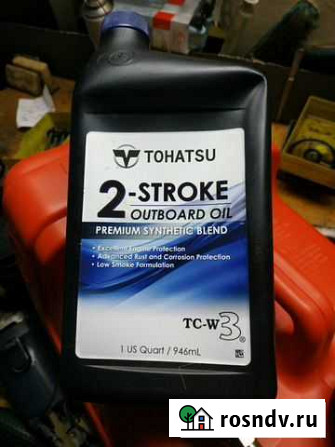 TOHATSU
2-STROKE
OUTBOARD OIL
PREMIUM SYNTHETIC BLEND
• Excellent Engine Protection
• Advanced Rust and Corrosion Protection
• Low Smoke Formulation
TC-W3®
1 US Quart / 946mL
rosndv.ru